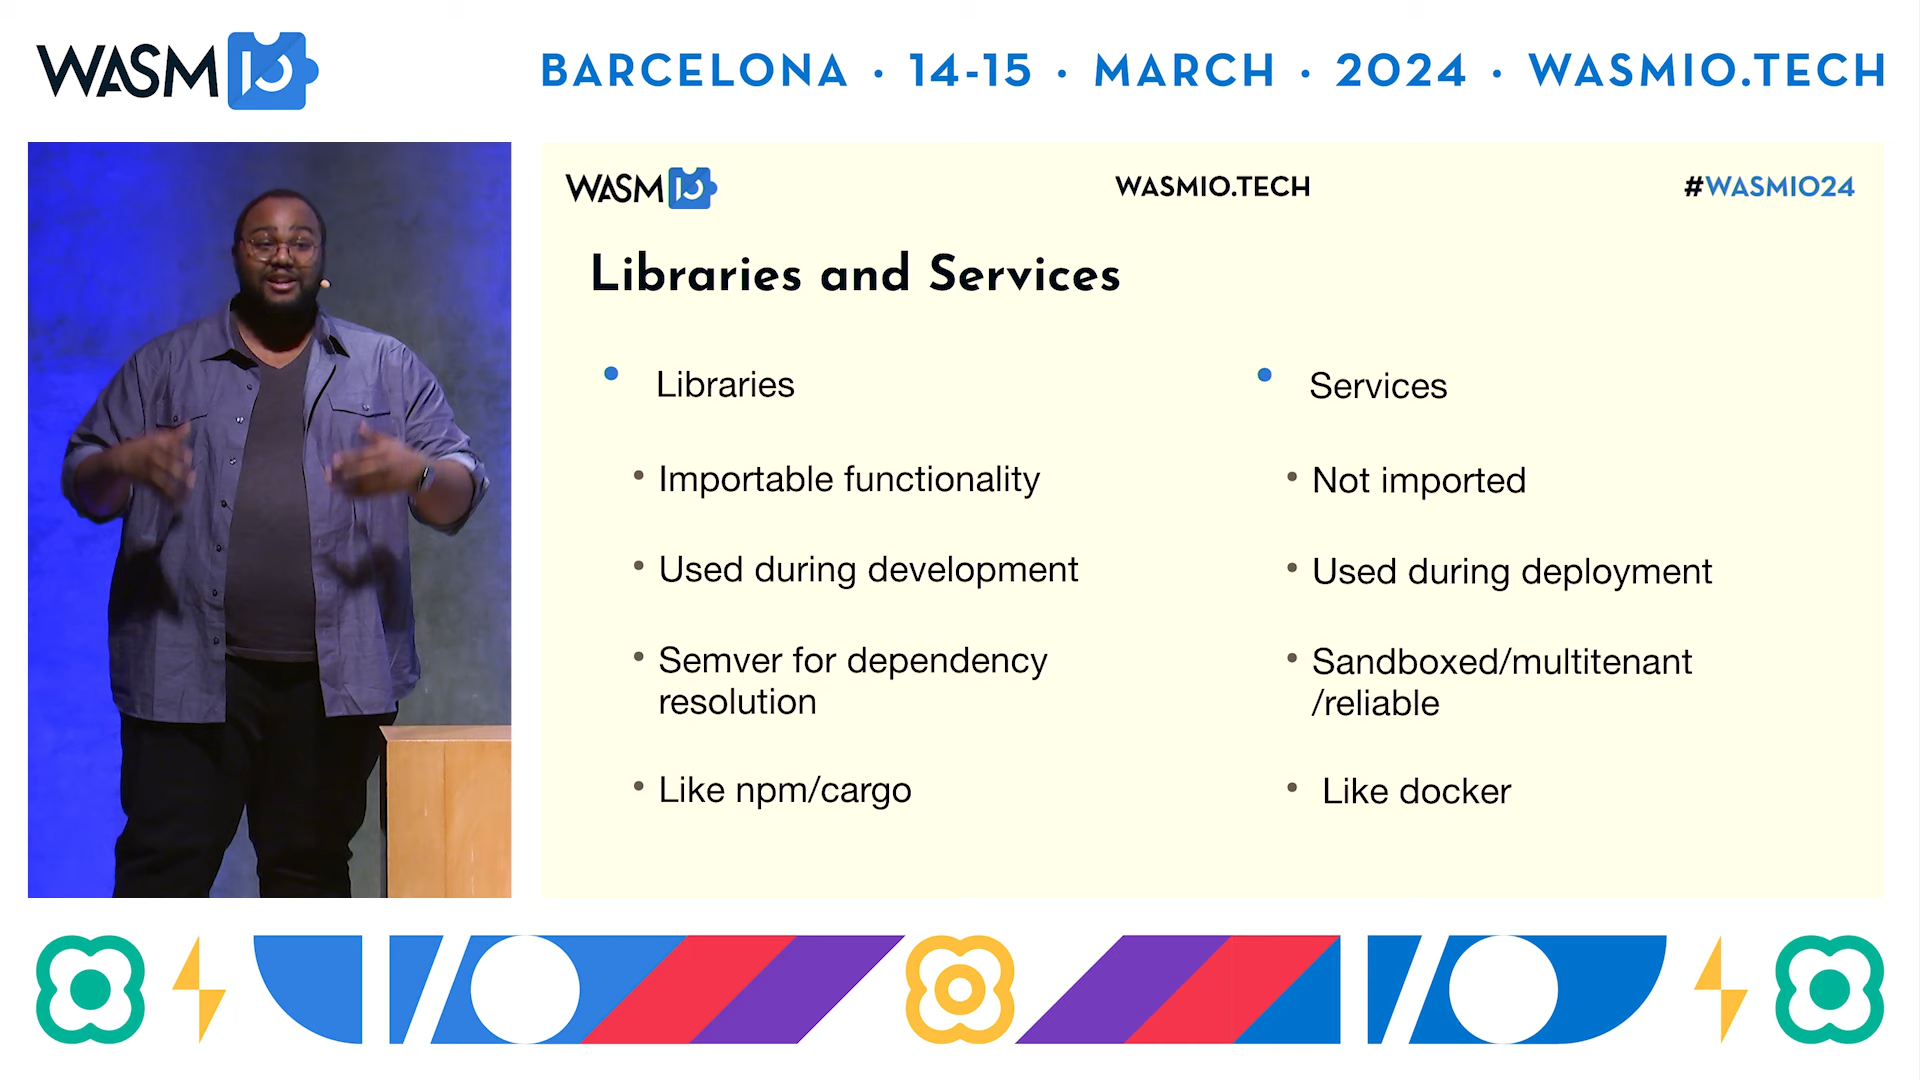 WASM IO
BARCELONA · 14-15 · MARCH · 2024 · WASMIO.TECH
WASM IO
WASMIO.TECH
#WASMIO24
Libraries and Services
• Libraries
• Importable functionality
• Used during development
• Semver for dependency
resolution
• Like npm/cargo
• Services
• Not imported
• Used during deployment
• Sandboxed/multitenant
/reliable
• Like docker